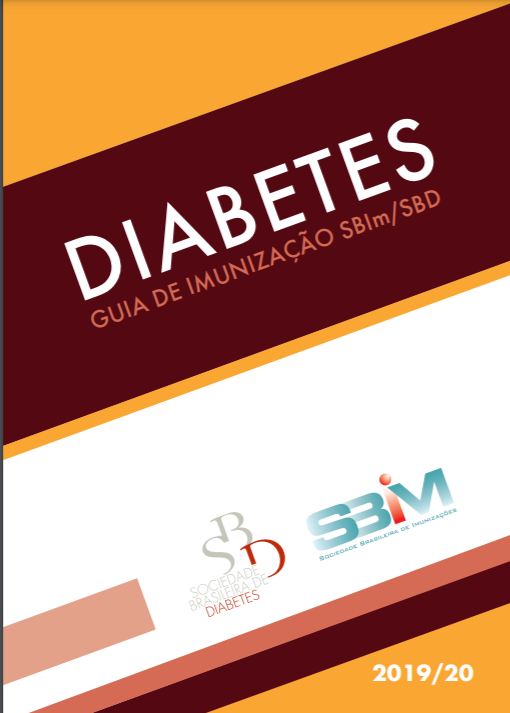 DIABETES
GUIA DE IMUNIZAÇÃO SBIm/SBD
SBD
SOCIEDADE
BRASILEIRA DE
DIABETES
SBIM
SOCIEDADE BRASILEIRA DE IMUNIZAÇÕES
2019/20